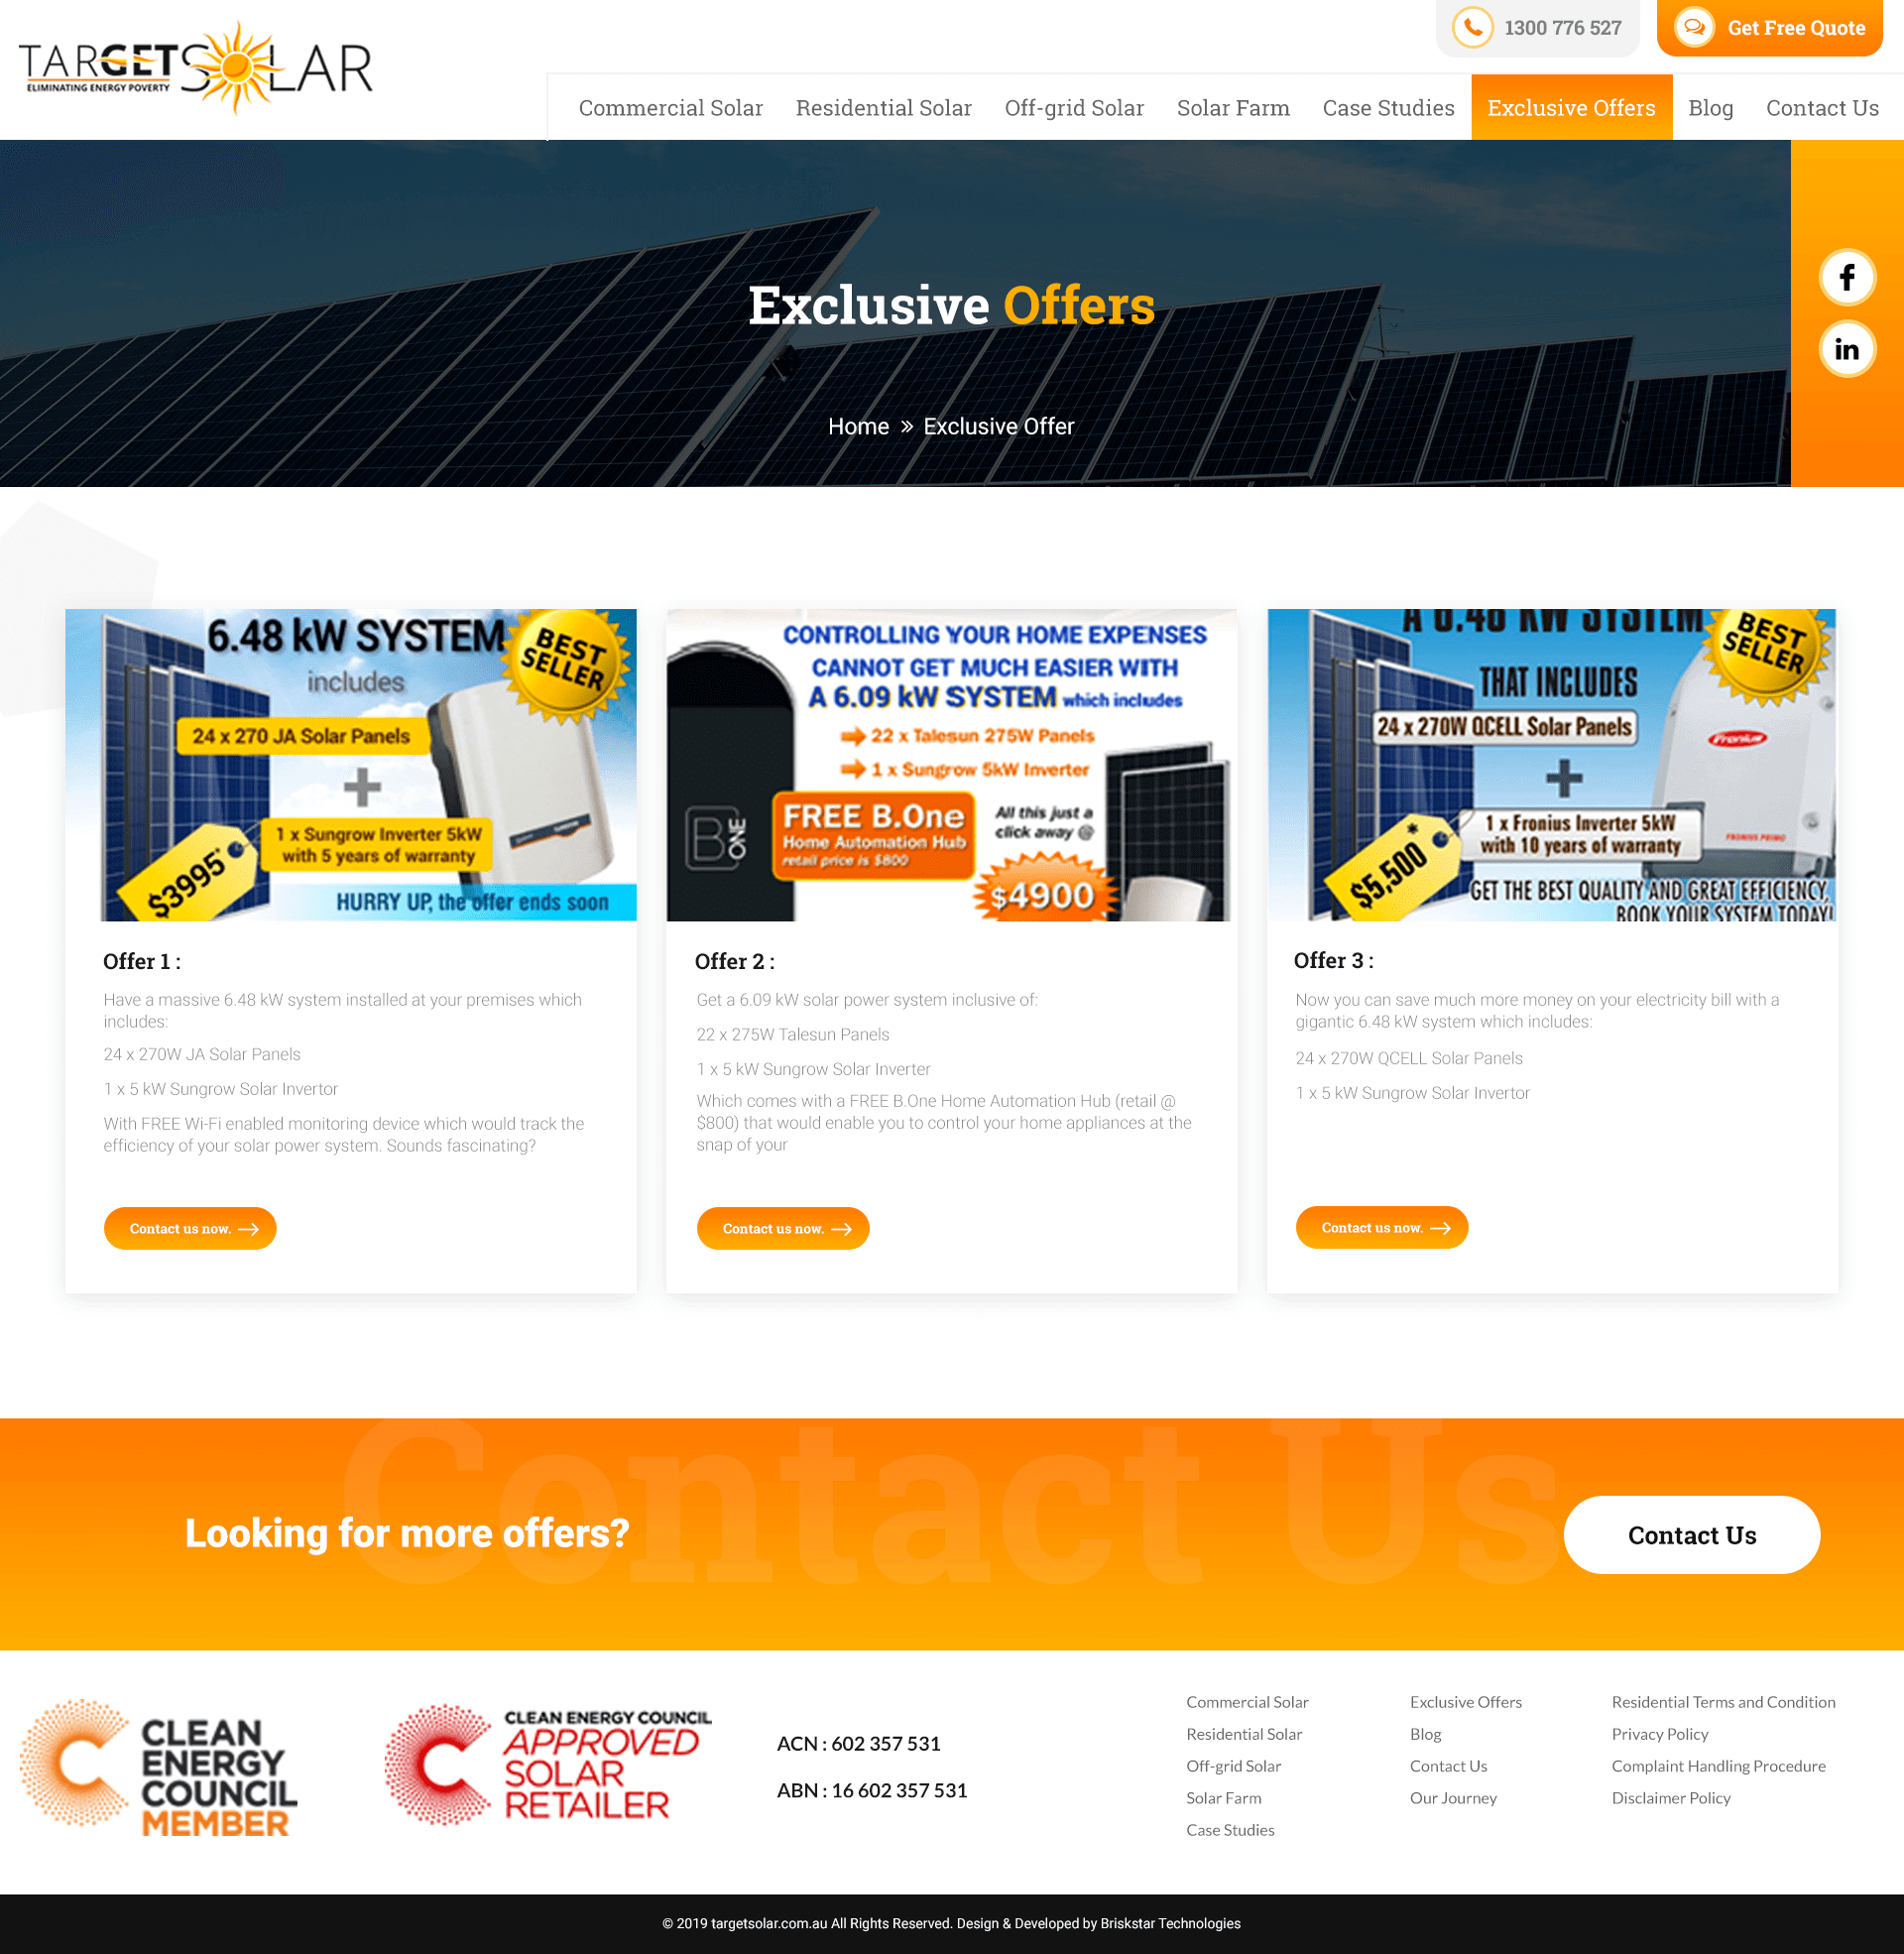 TARGETSOLAR
ELIMINATING ENERGY POVERTY
1300 776 527
Get Free Quote
Commercial Solar Residential Solar Off-grid Solar Solar Farm Case Studies Exclusive Offers Blog Contact Us
Exclusive Offers
Home » Exclusive Offer
6.48 kW SYSTEM
includes
BEST
SELLER
24 x 270 JA Solar Panels
+
1 x Sungrow Inverter 5kW
with 5 years of warranty
$3995*
HURRY UP, the offer ends soon
Offer 1 :
Have a massive 6.48 kW system installed at your premises which
includes:
24 x 270W JA Solar Panels
1 x 5 kW Sungrow Solar Invertor
With FREE Wi-Fi enabled monitoring device which would track the
efficiency of your solar power system. Sounds fascinating?
Contact us now.
CONTROLLING YOUR HOME EXPENSES
CANNOT GET MUCH EASIER WITH
A 6.09 kW SYSTEM which includes
22 x Talesun 275W Panels
1 x Sungrow 5kW Inverter
B ONE
FREE B.One
Home Automation Hub
retail price is $800
All this just a
click away @
$4900
Offer 2 :
Get a 6.09 kW solar power system inclusive of:
22 x 275W Talesun Panels
1 x 5 kW Sungrow Solar Inverter
Which comes with a FREE B.One Home Automation Hub (retail @
$800) that would enable you to control your home appliances at the
snap of your
Contact us now.
A 6.48 KW SYSTEM
BEST
SELLER
THAT INCLUDES
24 x 270W QCELL Solar Panels
Fronius
+
1 x Fronius Inverter 5kW
with 10 years of warranty
FRONIUS PRIMO
$5,500*
GET THE BEST QUALITY AND GREAT EFFICIENCY,
BOOK YOUR SYSTEM TODAY!
Offer 3 :
Now you can save much more money on your electricity bill with a
gigantic 6.48 kW system which includes:
24 x 270W QCELL Solar Panels
1 x 5 kW Sungrow Solar Invertor
Contact us now.
Contact Us
Looking for more offers?
Contact Us
CLEAN
ENERGY
COUNCIL
MEMBER
CLEAN ENERGY COUNCIL
APPROVED
SOLAR
RETAILER
ACN : 602 357 531
ABN : 16 602 357 531
Commercial Solar
Residential Solar
Off-grid Solar
Solar Farm
Case Studies
Exclusive Offers
Blog
Contact Us
Our Journey
Residential Terms and Condition
Privacy Policy
Complaint Handling Procedure
Disclaimer Policy
© 2019 targetsolar.com.au All Rights Reserved. Design & Developed by Briskstar Technologies